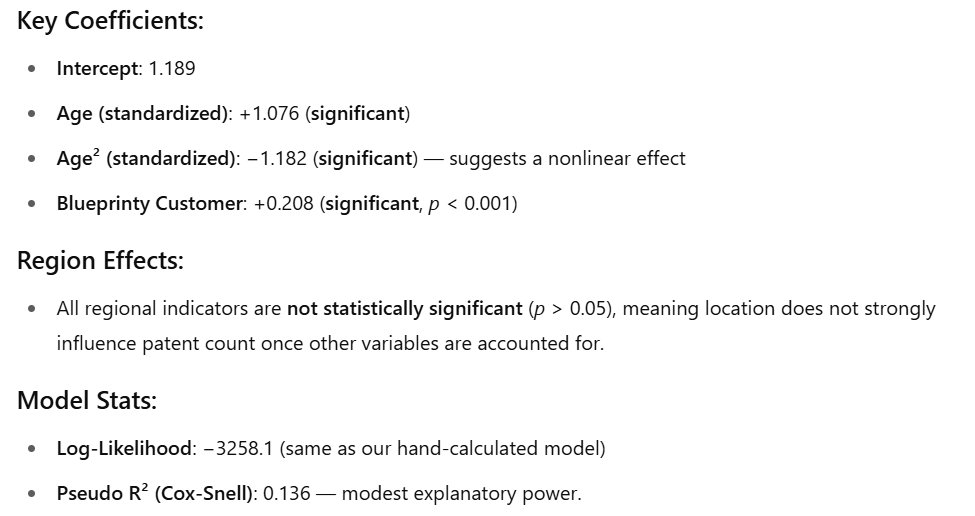 Key Coefficients:
• Intercept: 1.189
• Age (standardized): +1.076 (significant)
• Age² (standardized): −1.182 (significant) — suggests a nonlinear effect
• Blueprinty Customer: +0.208 (significant, p < 0.001)
Region Effects:
• All regional indicators are not statistically significant (p > 0.05), meaning location does not strongly
influence patent count once other variables are accounted for.
Model Stats:
• Log-Likelihood: −3258.1 (same as our hand-calculated model)
• Pseudo R² (Cox-Snell): 0.136 — modest explanatory power.